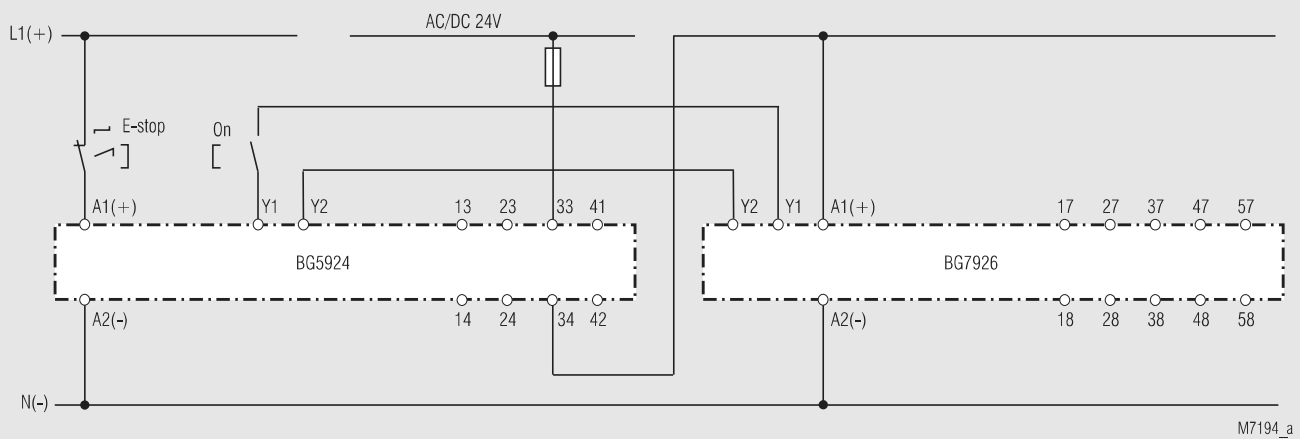 AC/DC 24V
L1(+)
E-stop
On
A1(+) Y1 Y2 13 23 33 41 Y2 Y1 A1(+) 17 27 37 47 57
BG5924 BG7926
A2(-) 14 24 34 42 A2(-) 18 28 38 48 58
N(-)
M7194_a